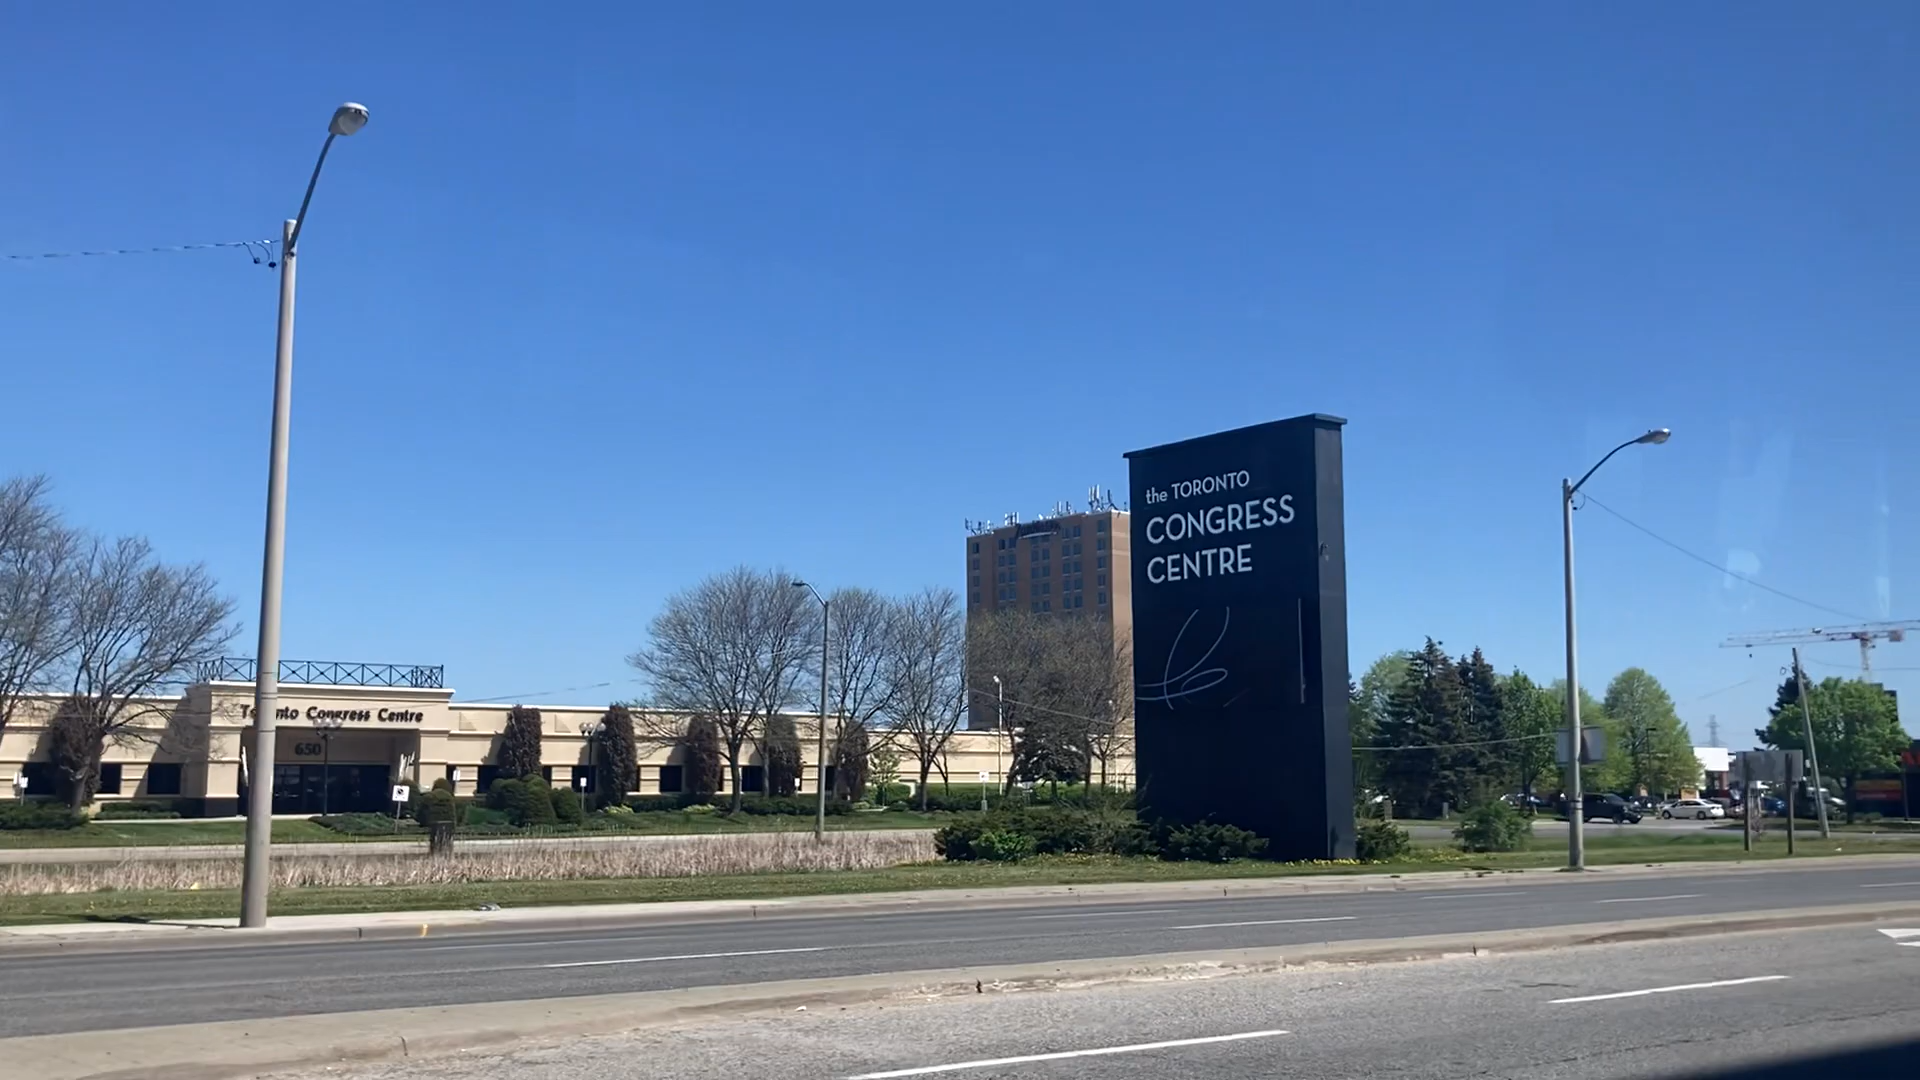 the TORONTO
CONGRESS
CENTRE
Toronto Congress Centre
650